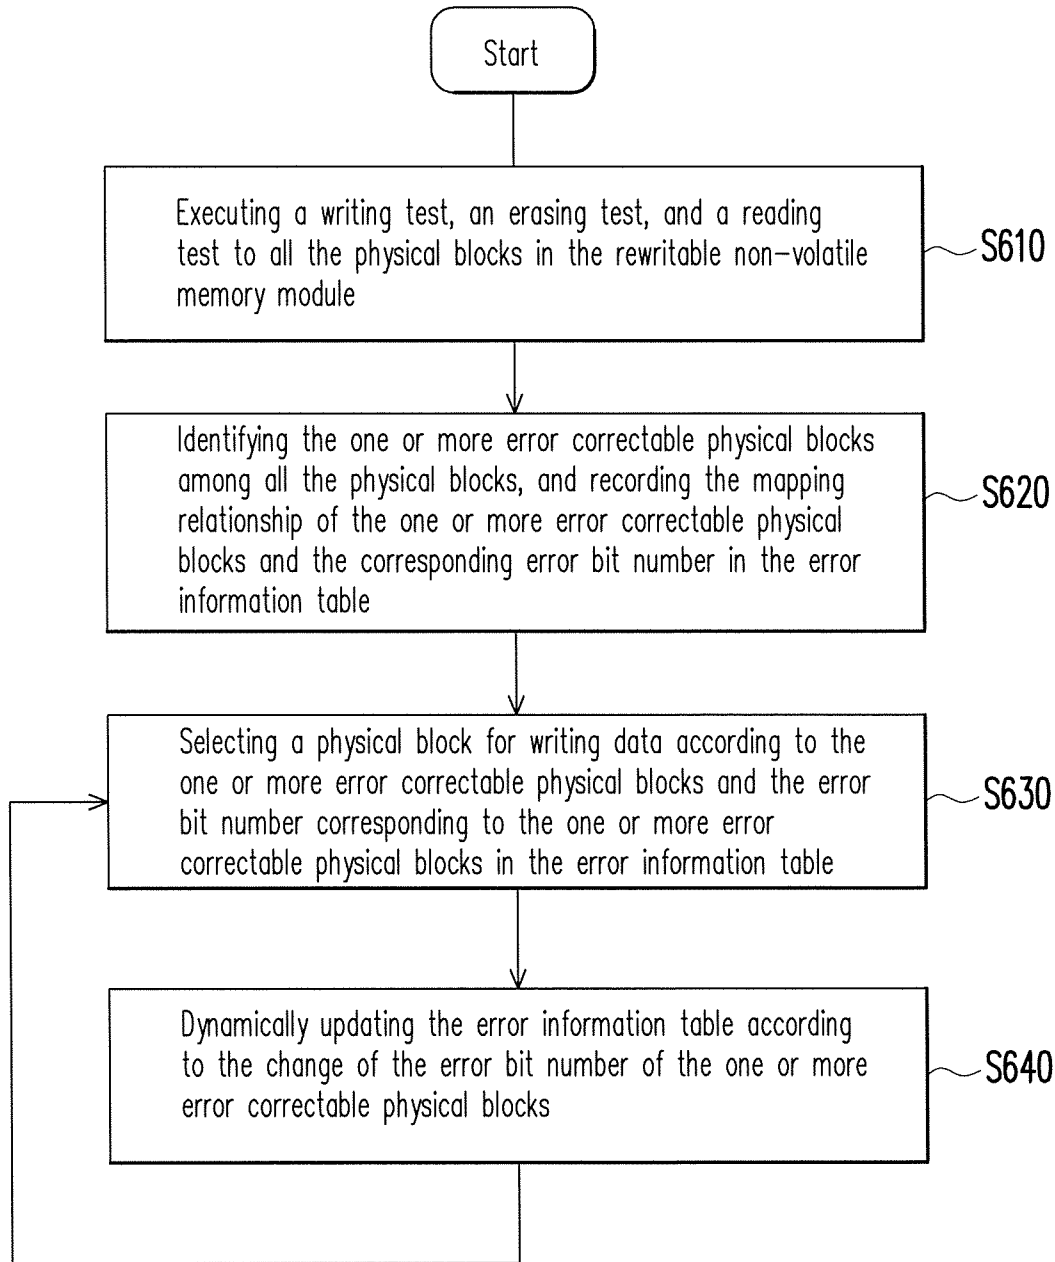 Start
Executing a writing test, an erasing test, and a reading
test to all the physical blocks in the rewritable non-volatile
memory module
S610
Identifying the one or more error correctable physical blocks
among all the physical blocks, and recording the mapping
relationship of the one or more error correctable physical
blocks and the corresponding error bit number in the error
information table
S620
Selecting a physical block for writing data according to the
one or more error correctable physical blocks and the error
bit number corresponding to the one or more error
correctable physical blocks in the error information table
S630
Dynamically updating the error information table according
to the change of the error bit number of the one or more
error correctable physical blocks
S640